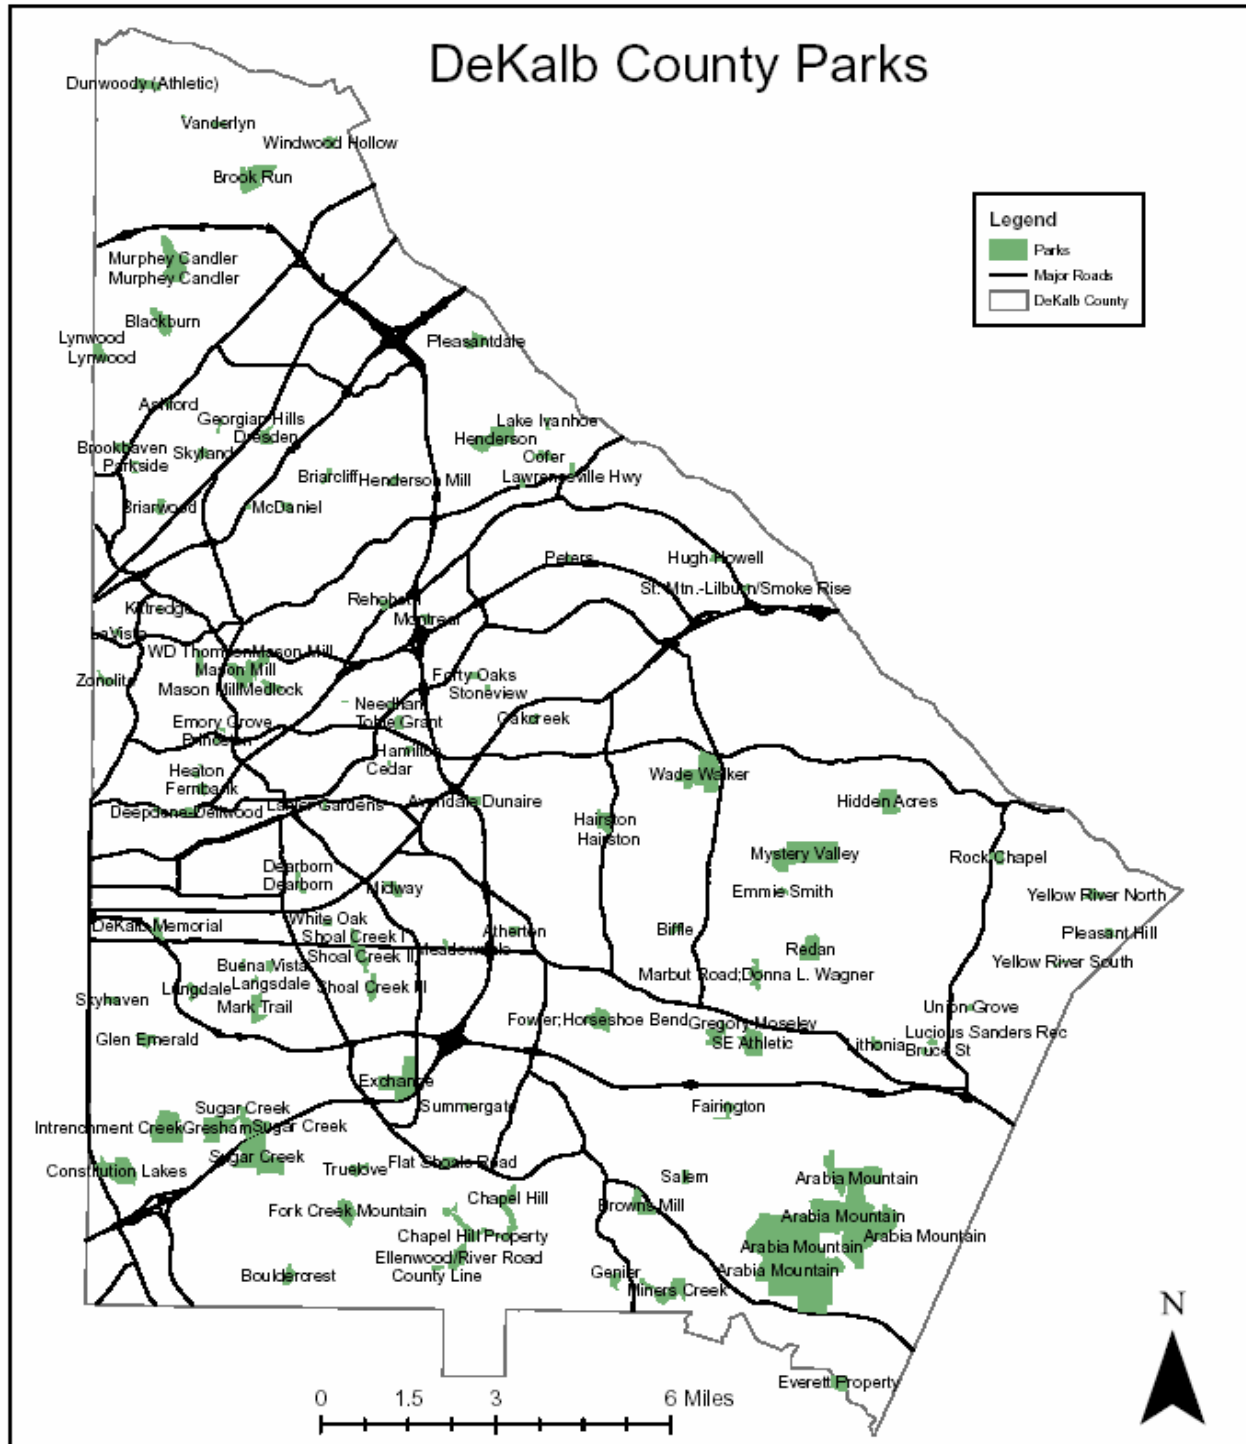 DeKalb County Parks
Dunwoody (Athletic)
Vanderlyn
Windwood Hollow
Brook Run
Legend
Parks
Major Roads
DeKalb County
Murphey Candler
Murphey Candler
Blackburn
Lynwood
Lynwood
Pleasantdale
Ashford
Georgian Hills
Dresden
Lake Ivanhoe
Henderson
Brookhaven
Skyland
Parkside
Oofer
Briarcliff
Henderson Mill
Lawrenceville Hwy
Briarwood
McDaniel
Peters
Hugh Howell
St. Mtn.-Lilburn/Smoke Rise
Rehoboth
Kittredge
Montreal
LaVista
WD Thomson
Mason Mill
Mason Mill
Zonolite
Mason Mill
Medlock
Forty Oaks
Stoneview
Needham
Tobie Grant
Oakcreek
Emory Grove
Princeton
Hamilton
Cedar
Heaton
Fernbank
Wade Walker
Lanier Gardens
Avondale Dunaire
Hidden Acres
Deepdene-Dellwood
Hairston
Hairston
Mystery Valley
Rock Chapel
Dearborn
Dearborn
Midway
Emmie Smith
Yellow River North
White Oak
DeKalb Memorial
Shoal Creek I
Atherton
Biffle
Pleasant Hill
Meadowdale
Redan
Shoal Creek II
Buena Vista
Yellow River South
Marbut Road;Donna L. Wagner
Langsdale
Lungdale
Shoal Creek III
Skyhaven
Mark Trail
Union Grove
Fower;Horseshoe Bend
Gregory Moseley
Lucious Sanders Rec
Glen Emerald
SE Athletic
Lithonia
Bruce St
Exchange
Sugar Creek
Summergate
Fairington
Intrenchment Creek
Gresham
Sugar Creek
Sugar Creek
Constitution Lakes
Truelove
Flat Shoals Road
Salem
Arabia Mountain
Chapel Hill
Browns Mill
Fork Creek Mountain
Arabia Mountain
Chapel Hill Property
Arabia Mountain
Arabia Mountain
Ellenwood/River Road
Bouldercrest
County Line
Genier
Arabia Mountain
Miners Creek
N
Everett Property
0 1.5 3 6 Miles